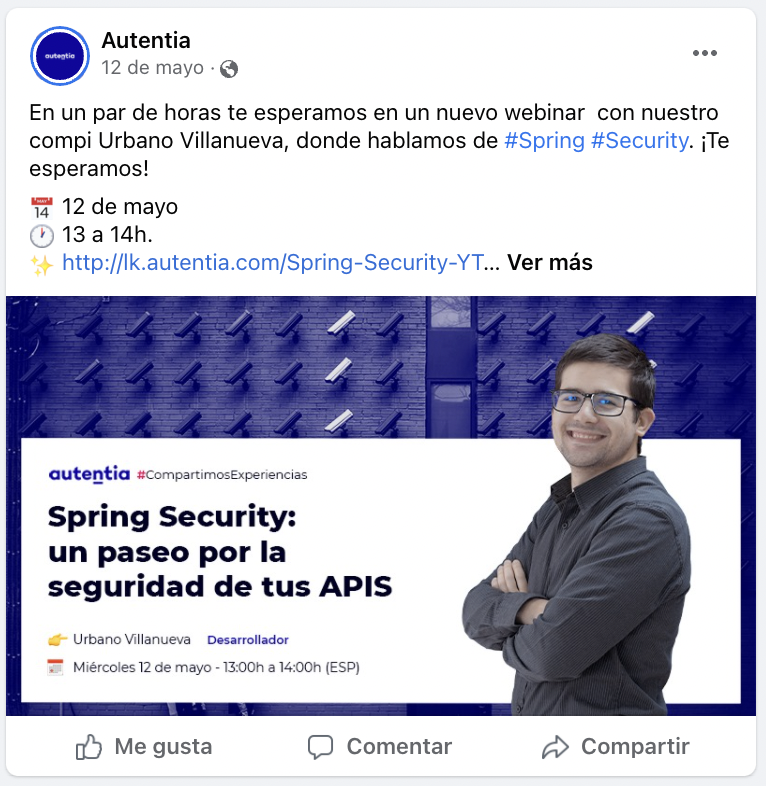 autentia
Autentia
12 de mayo ·
En un par de horas te esperamos en un nuevo webinar con nuestro
compi Urbano Villanueva, donde hablamos de #Spring #Security. ¡Te
esperamos!
14 12 de mayo
13 a 14h.
http://lk.autentia.com/Spring-Security-YT... Ver más
autentia #CompartimosExperiencias
Spring Security:
un paseo por la
seguridad de tus APIS
Urbano Villanueva Desarrollador
Miércoles 12 de mayo - 13:00h a 14:00h (ESP)
Me gusta Comentar Compartir